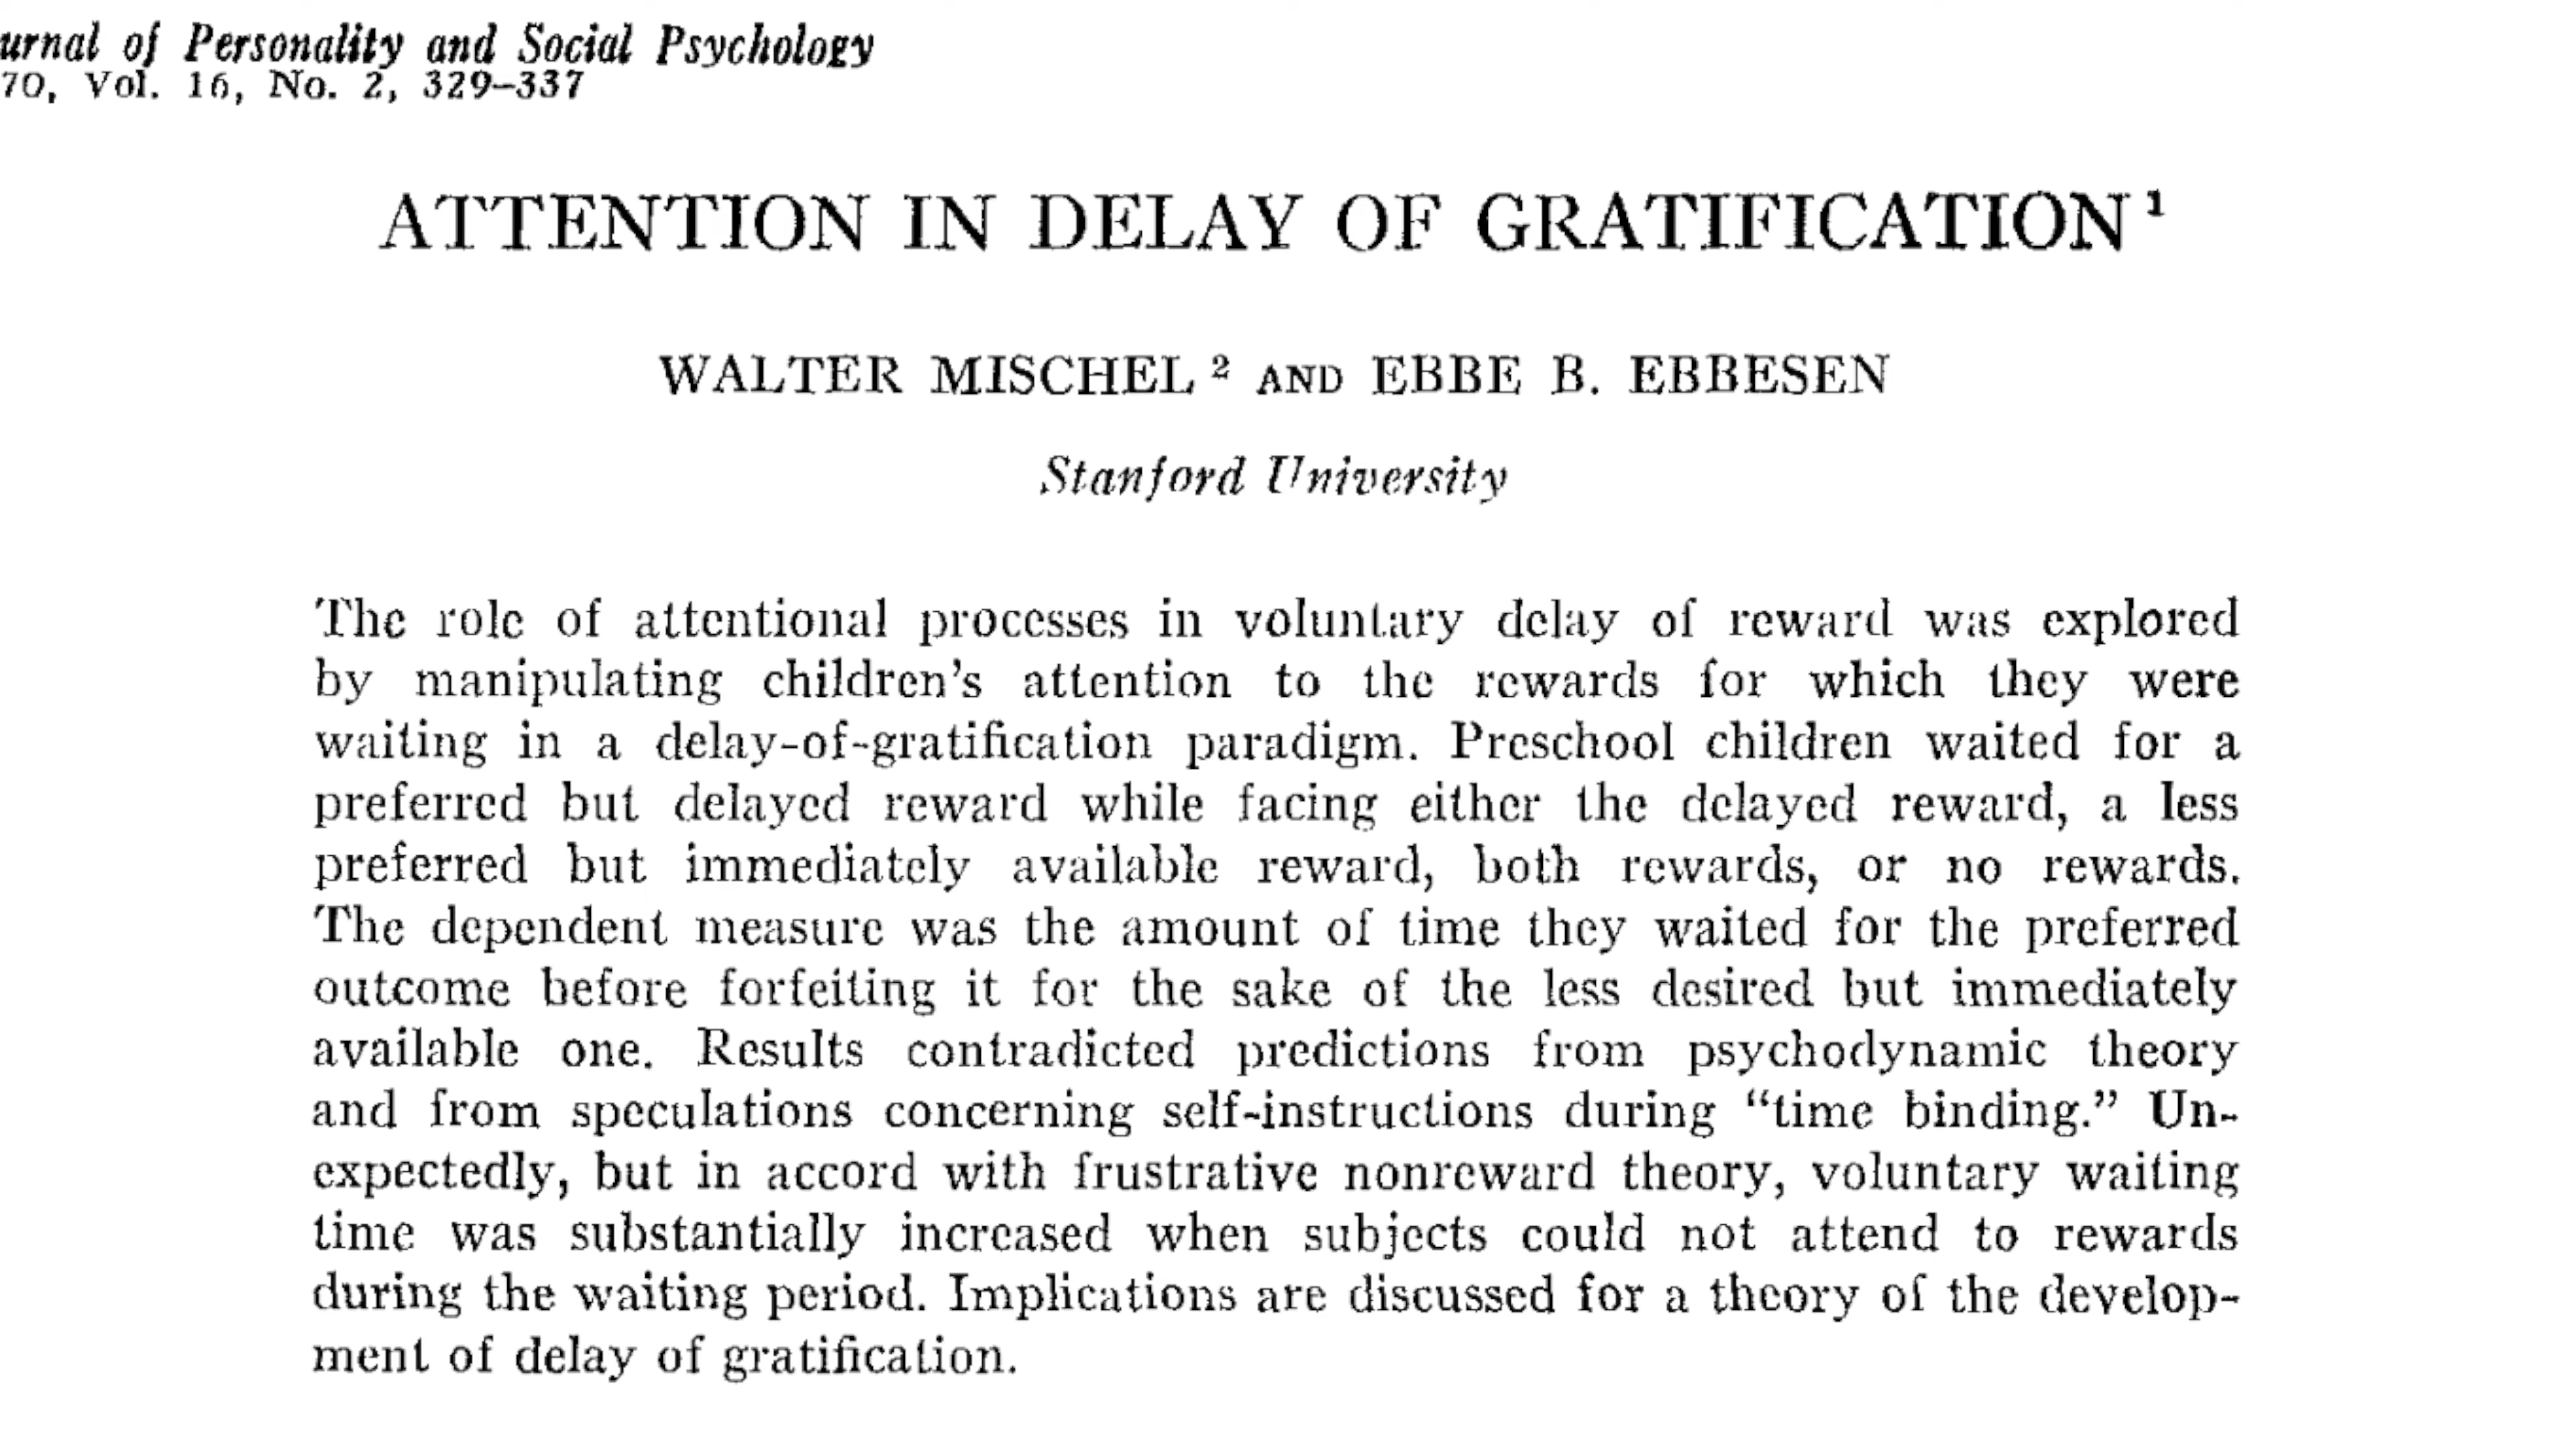 urnal of Personality and Social Psychology
70, Vol. 16, No. 2, 329–337
ATTENTION IN DELAY OF GRATIFICATION ¹
WALTER MISCHEL ² AND EBBE B. EBBESEN
Stanford University
The role of attentional processes in voluntary delay of reward was explored
by manipulating children's attention to the rewards for which they were
waiting in a delay-of-gratification paradigm. Preschool children waited for a
preferred but delayed reward while facing either the delayed reward, a less
preferred but immediately available reward, both rewards, or no rewards.
The dependent measure was the amount of time they waited for the preferred
outcome before forfeiting it for the sake of the less desired but immediately
available one. Results contradicted predictions from psychodynamic theory
and from speculations concerning self-instructions during “time binding.” Un-
expectedly, but in accord with frustrative nonreward theory, voluntary waiting
time was substantially increased when subjects could not attend to rewards
during the waiting period. Implications are discussed for a theory of the develop-
ment of delay of gratification.